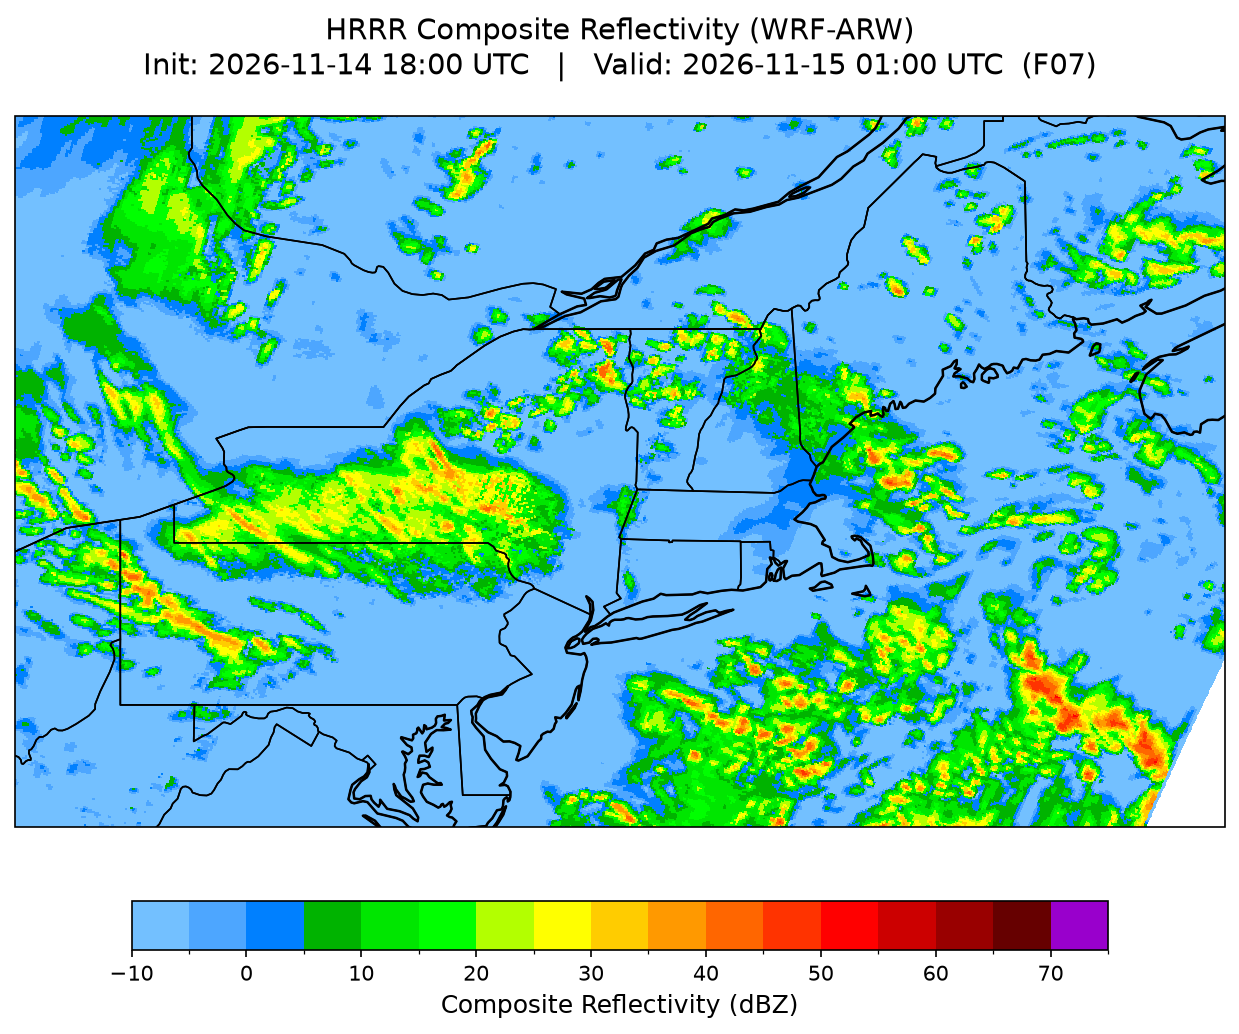 HRRR Composite Reflectivity (WRF-ARW)
Init: 2026-11-14 18:00 UTC   |   Valid: 2026-11-15 01:00 UTC  (F07)
−10 0 10 20 30 40 50 60 70
Composite Reflectivity (dBZ)